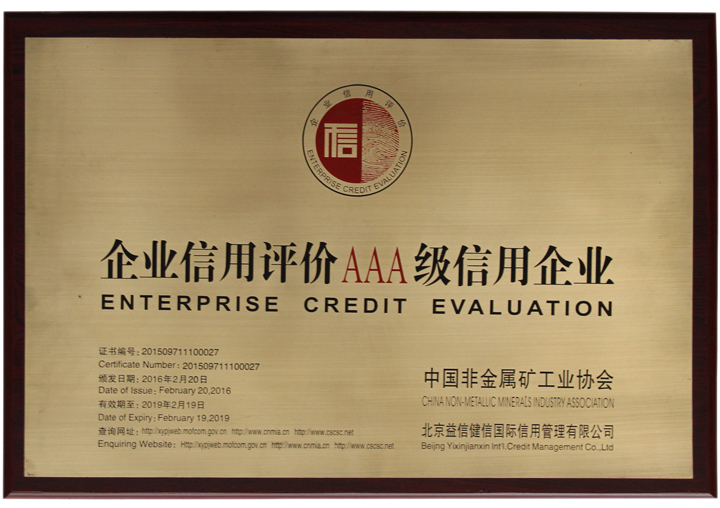 企业信用评价
信
ENTERPRISE CREDIT EVALUATION
企业信用评价AAA级信用企业
ENTERPRISE CREDIT EVALUATION
证书编号: 201509711100027
Certificate Number: 201509711100027
颁发日期: 2016年2月20日
Date of Issue: February 20,2016
有效期至: 2019年2月19日
Date of Expiry: February 19,2019
查询网址: http://xypjweb.mofcom.gov.cn http://www.cnmia.cn http://www.cscsc.net
Enquiring Website: Http://xypjweb.mofcom.gov.cn Http://www.cnmia.cn Http://www.cscsc.net
中国非金属矿工业协会
CHINA NON-METALLIC MINERALS INDUSTRY ASSOCIATION
北京益信健信国际信用管理有限公司
Beijing Yixinjianxin Int'l.Credit Management Co.,Ltd